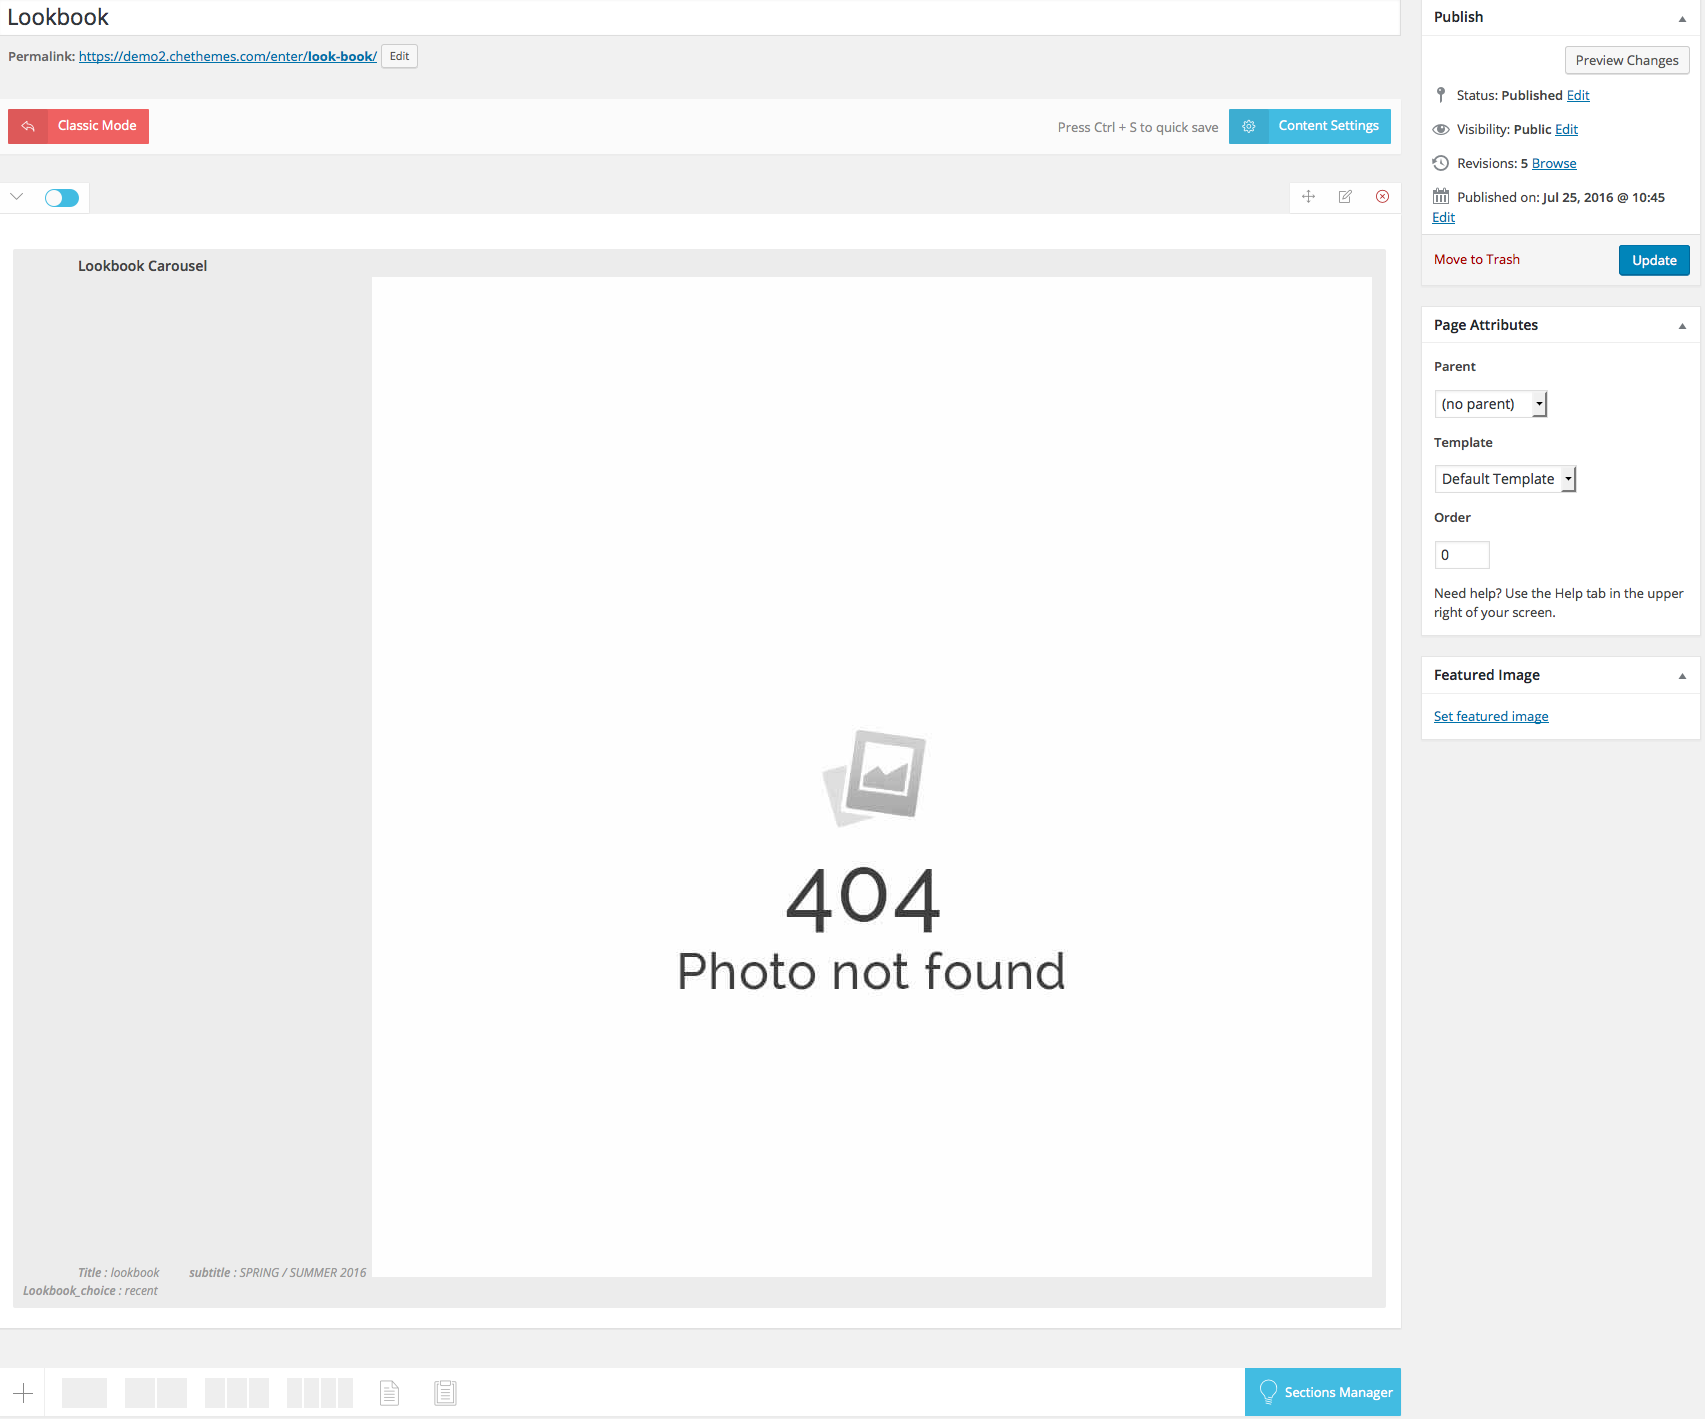 Lookbook
Permalink: https://demo2.chethemes.com/enter/look-book/ Edit
Classic Mode
Press Ctrl + S to quick save
Content Settings
Lookbook Carousel
404
Photo not found
Title : lookbook subtitle : SPRING / SUMMER 2016
Lookbook_choice : recent
Sections Manager
Publish
Preview Changes
Status: Published Edit
Visibility: Public Edit
Revisions: 5 Browse
Published on: Jul 25, 2016 @ 10:45
Edit
Move to Trash
Update
Page Attributes
Parent
(no parent)
Template
Default Template
Order
0
Need help? Use the Help tab in the upper
right of your screen.
Featured Image
Set featured image